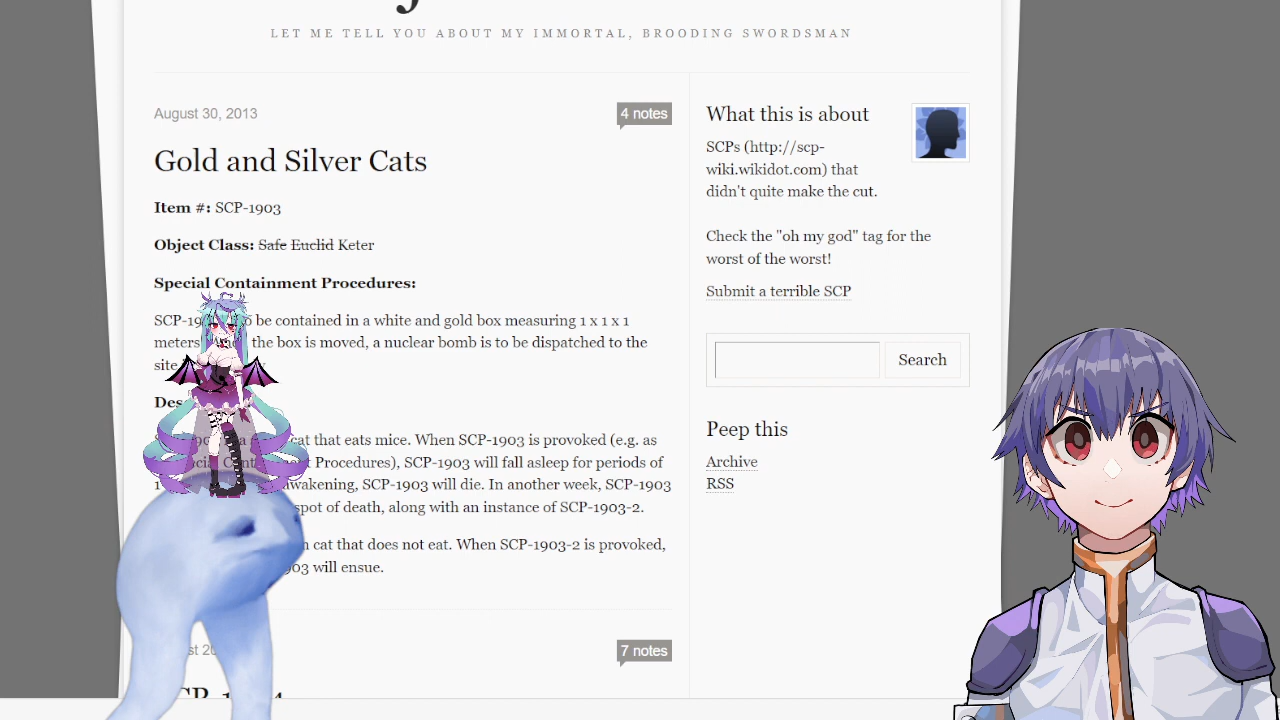 LET ME TELL YOU ABOUT MY IMMORTAL, BROODING SWORDSMAN
August 30, 2013
4 notes
Gold and Silver Cats
Item #: SCP-1903
Object Class: Safe Euclid Keter
Special Containment Procedures:
be contained in a white and gold box measuring 1 x 1 x 1
meters the box is moved, a nuclear bomb is to be dispatched to the
site
cat that eats mice. When SCP-1903 is provoked (e.g. as
Procedures), SCP-1903 will fall asleep for periods of
SCP-1903 will die. In another week, SCP-1903
spot of death, along with an instance of SCP-1903-2.
cat that does not eat. When SCP-1903-2 is provoked,
will ensue.
7 notes
What this is about
SCPs (http://scp-
wiki.wikidot.com) that
didn't quite make the cut.
Check the "oh my god" tag for the
worst of the worst!
Submit a terrible SCP
Search
Peep this
Archive
RSS